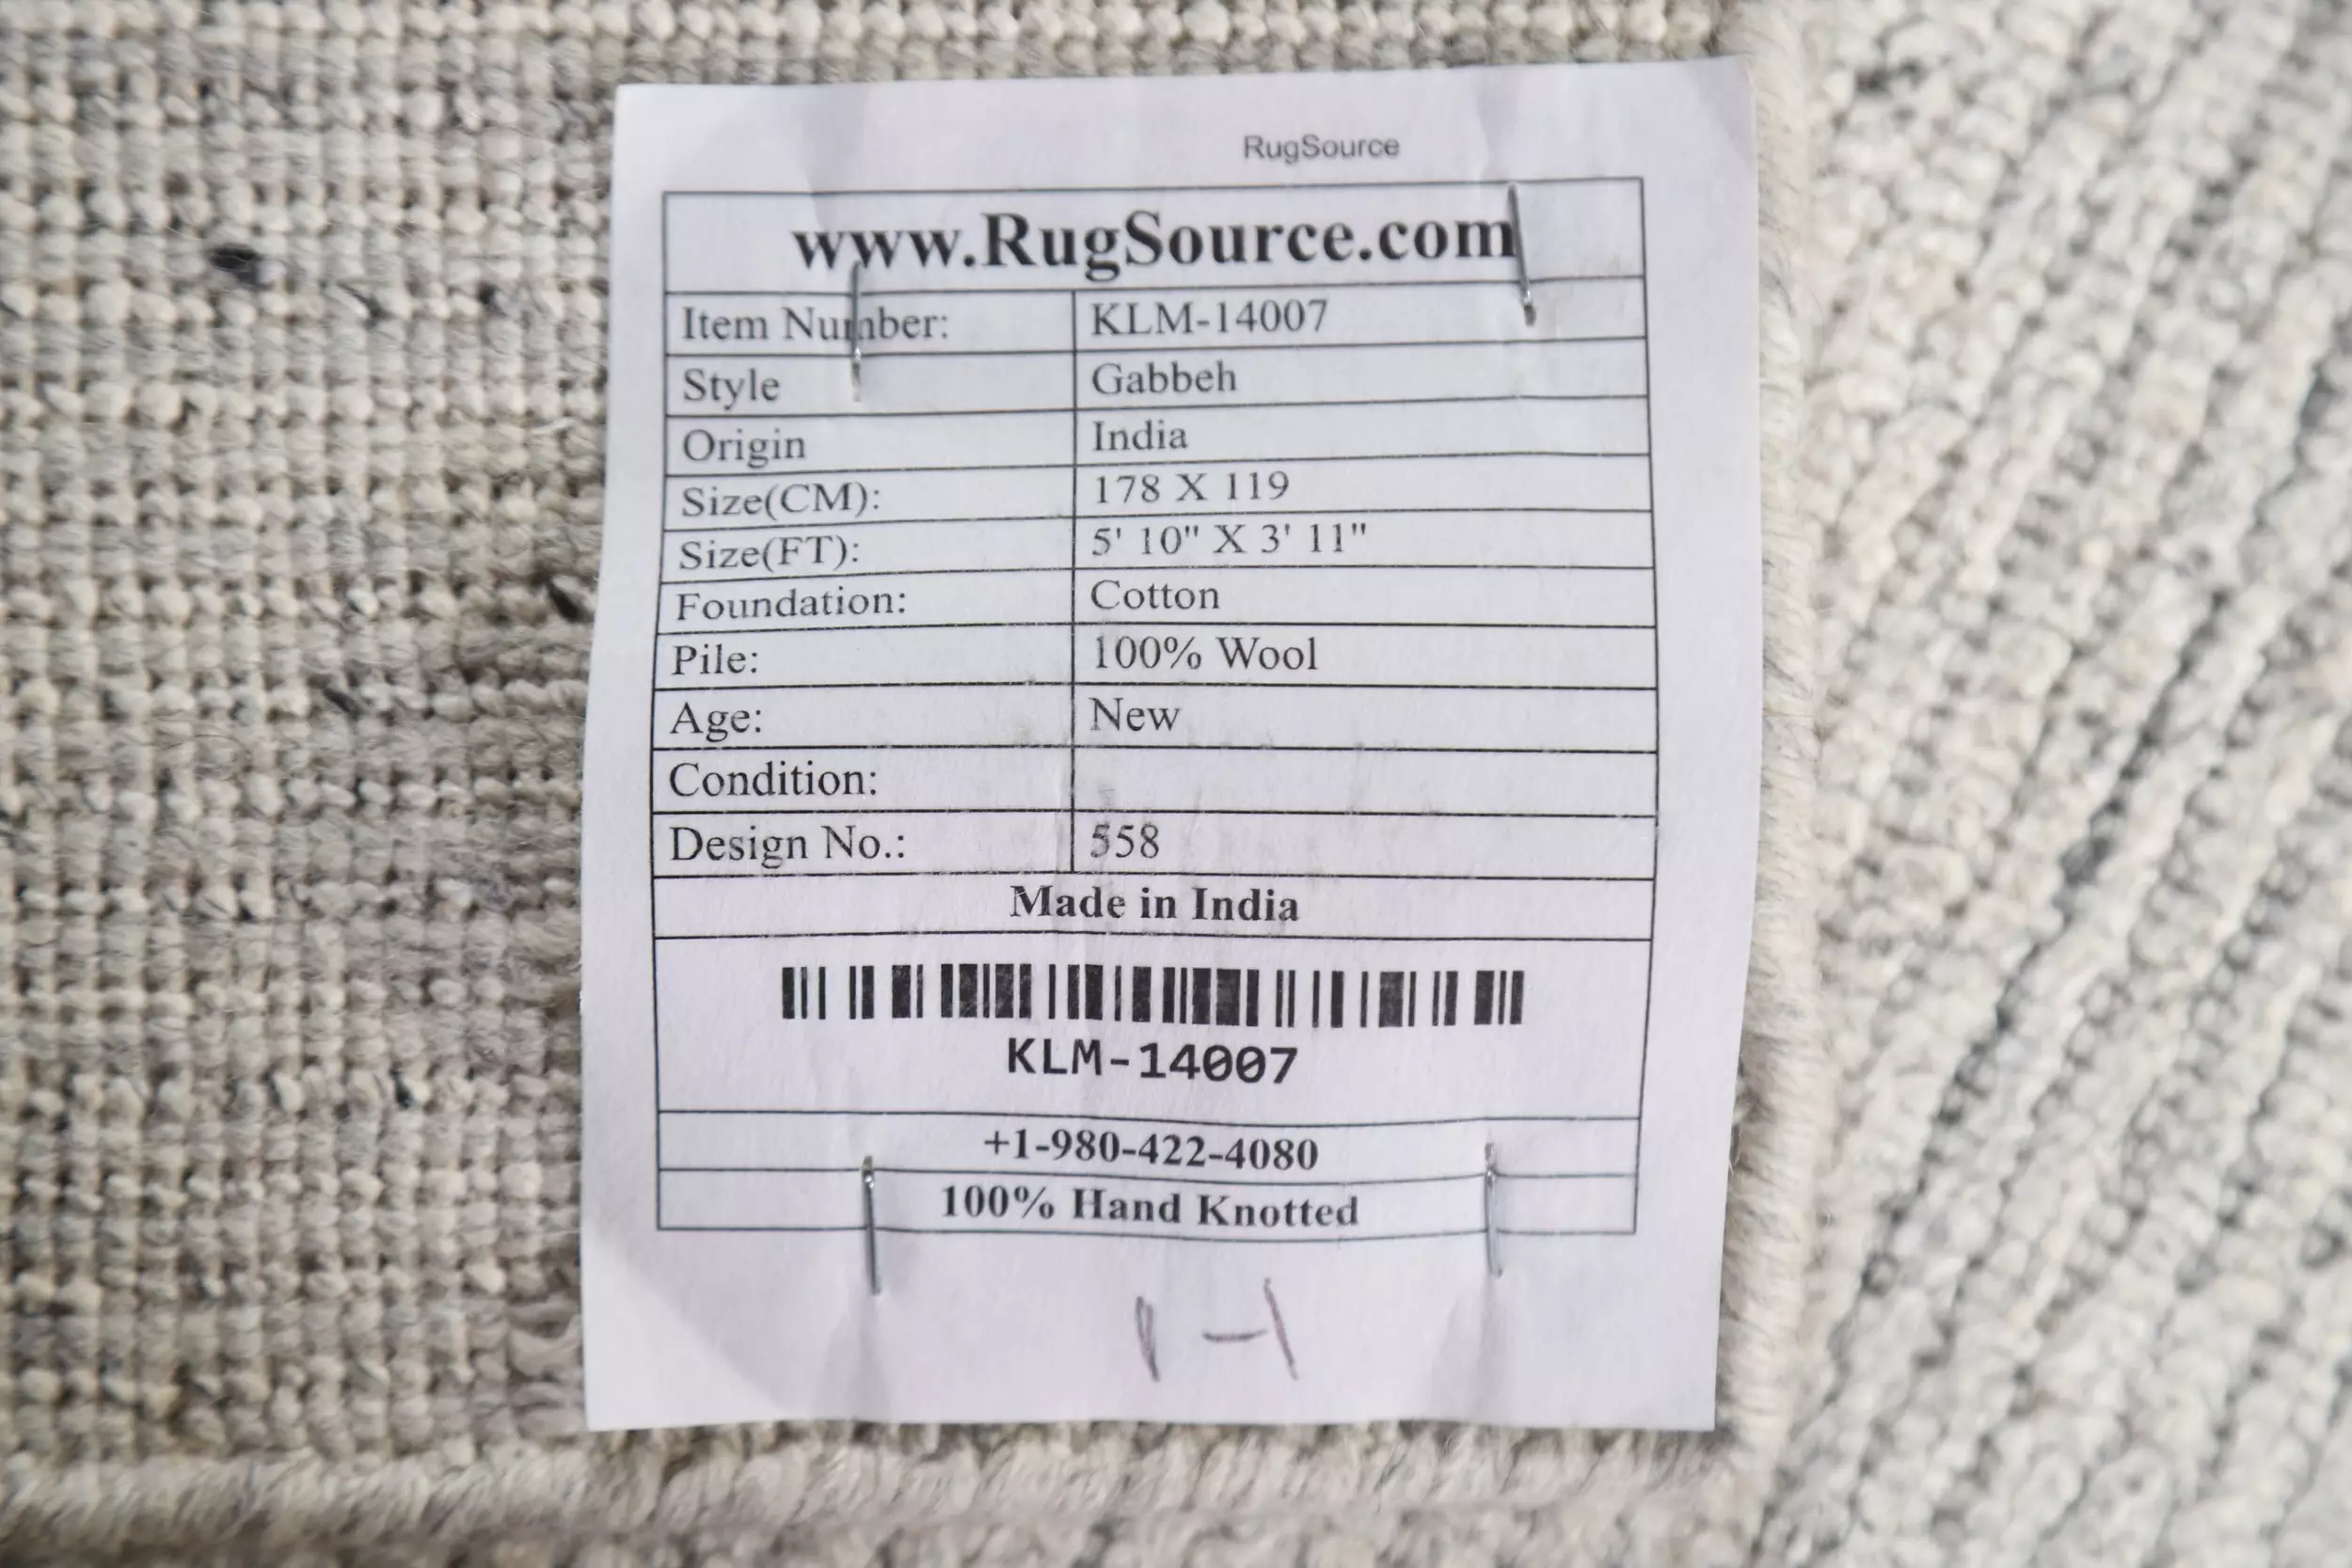 RugSource
www.RugSource.com
Item Number: KLM-14007
Style Gabbeh
Origin India
Size(CM): 178 X 119
Size(FT): 5' 10" X 3' 11"
Foundation: Cotton
Pile: 100% Wool
Age: New
Condition:
Design No.: 558
Made in India
KLM-14007
+1-980-422-4080
100% Hand Knotted
1-1